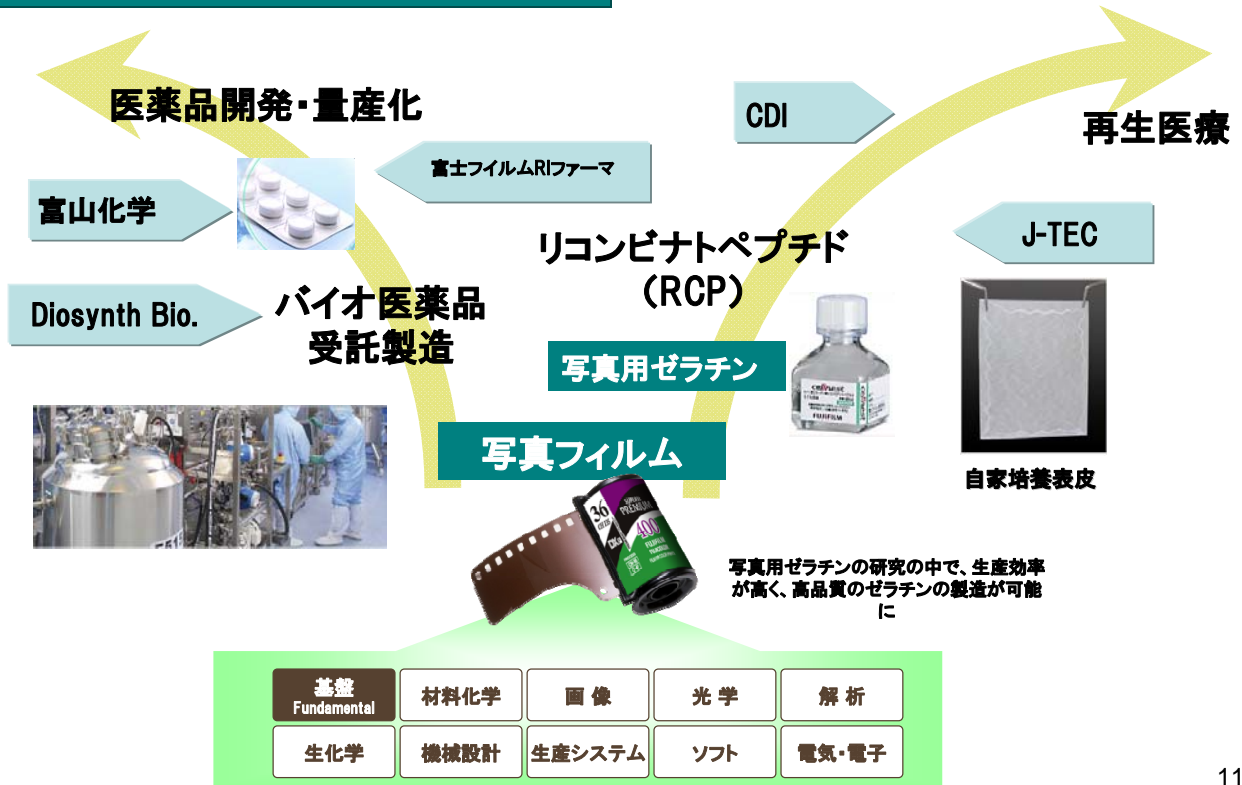 医薬品開発・量産化
CDI
再生医療
富士フイルムRIファーマ
富山化学
J-TEC
リコンビナトペプチド
（RCP）
Diosynth Bio.
バイオ医薬品
受託製造
写真用ゼラチン
cellnest
FUJIFILM
写真フィルム
自家培養表皮
36
PREMIUM
400
FUJIFILM
写真用ゼラチンの研究の中で、生産効率
が高く、高品質のゼラチンの製造が可能
に
基盤
Fundamental
材料化学
画 像
光 学
解 析
生化学
機械設計
生産システム
ソフト
電気・電子
11